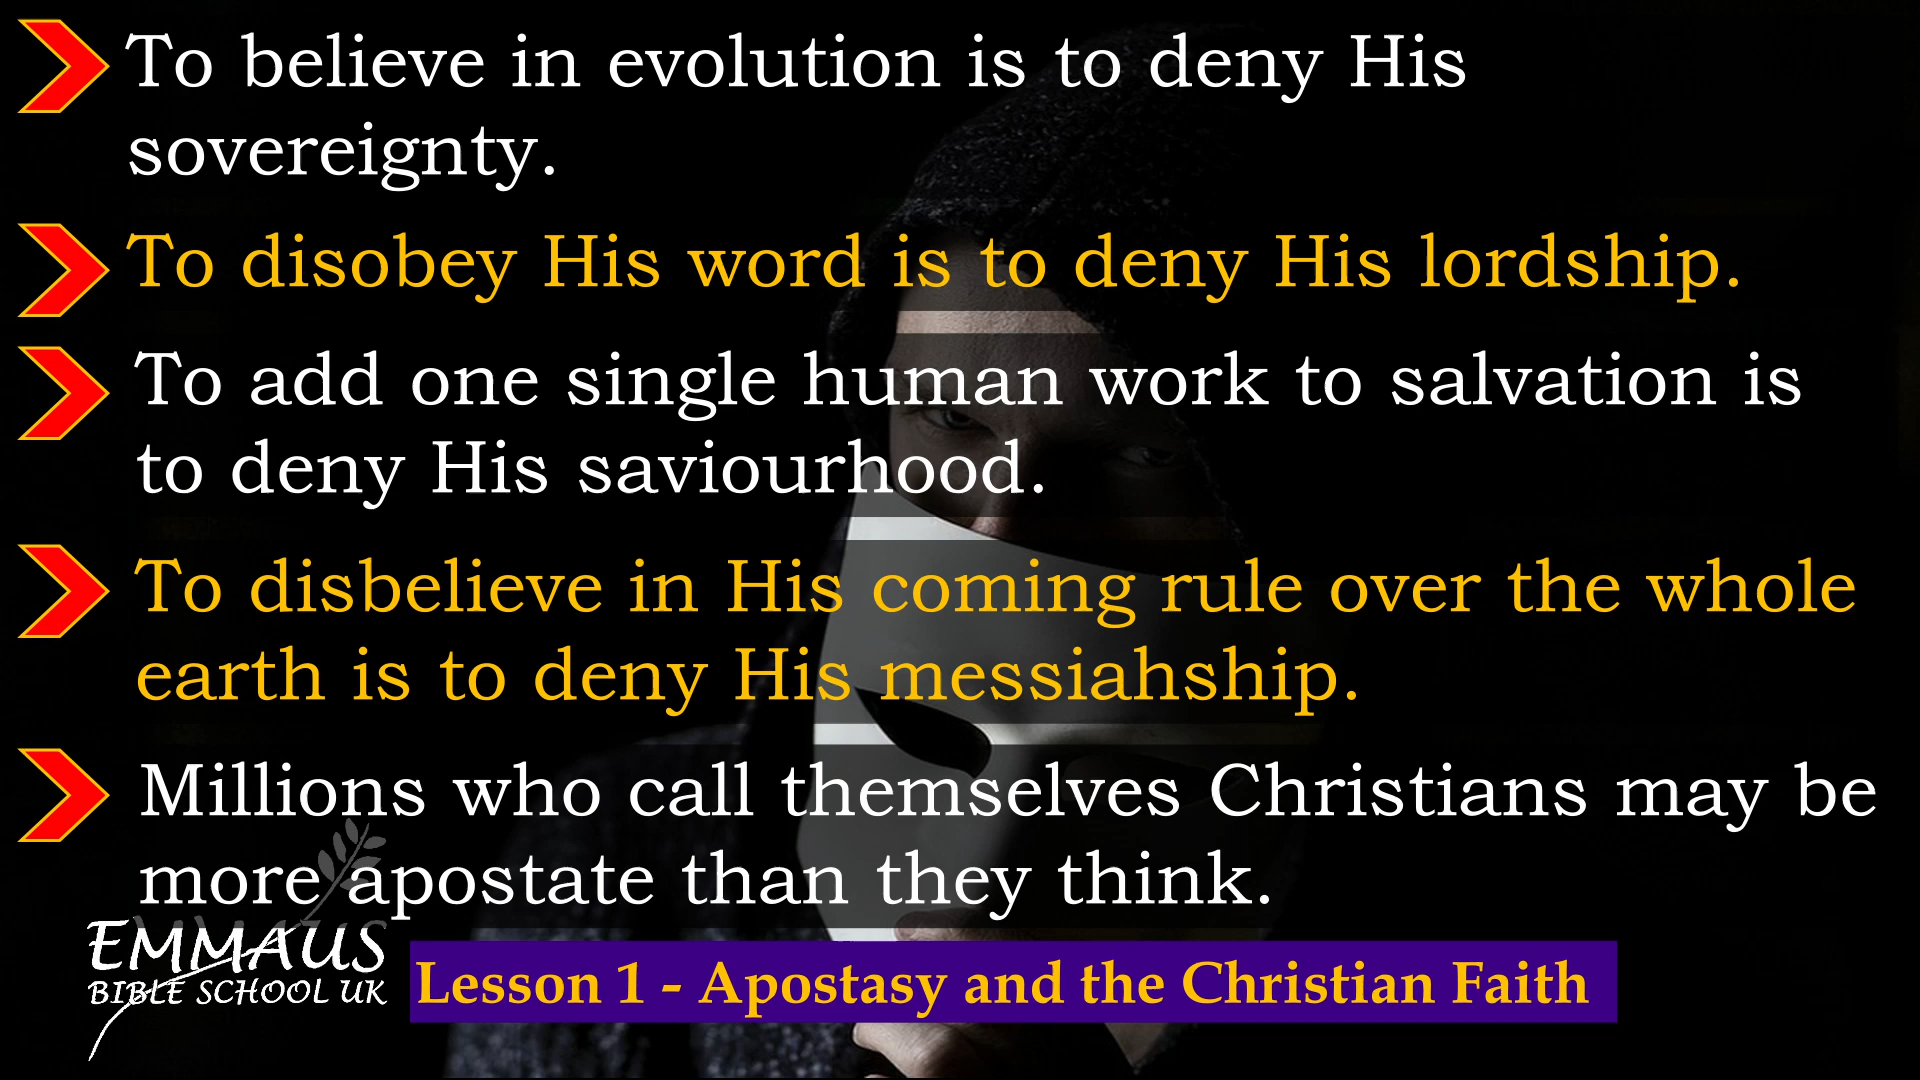 To believe in evolution is to deny His
sovereignty.
To disobey His word is to deny His lordship.
To add one single human work to salvation is
to deny His saviourhood.
To disbelieve in His coming rule over the whole
earth is to deny His messiahship.
Millions who call themselves Christians may be
more apostate than they think.
EMMAUS
BIBLE SCHOOL UK
Lesson 1 - Apostasy and the Christian Faith